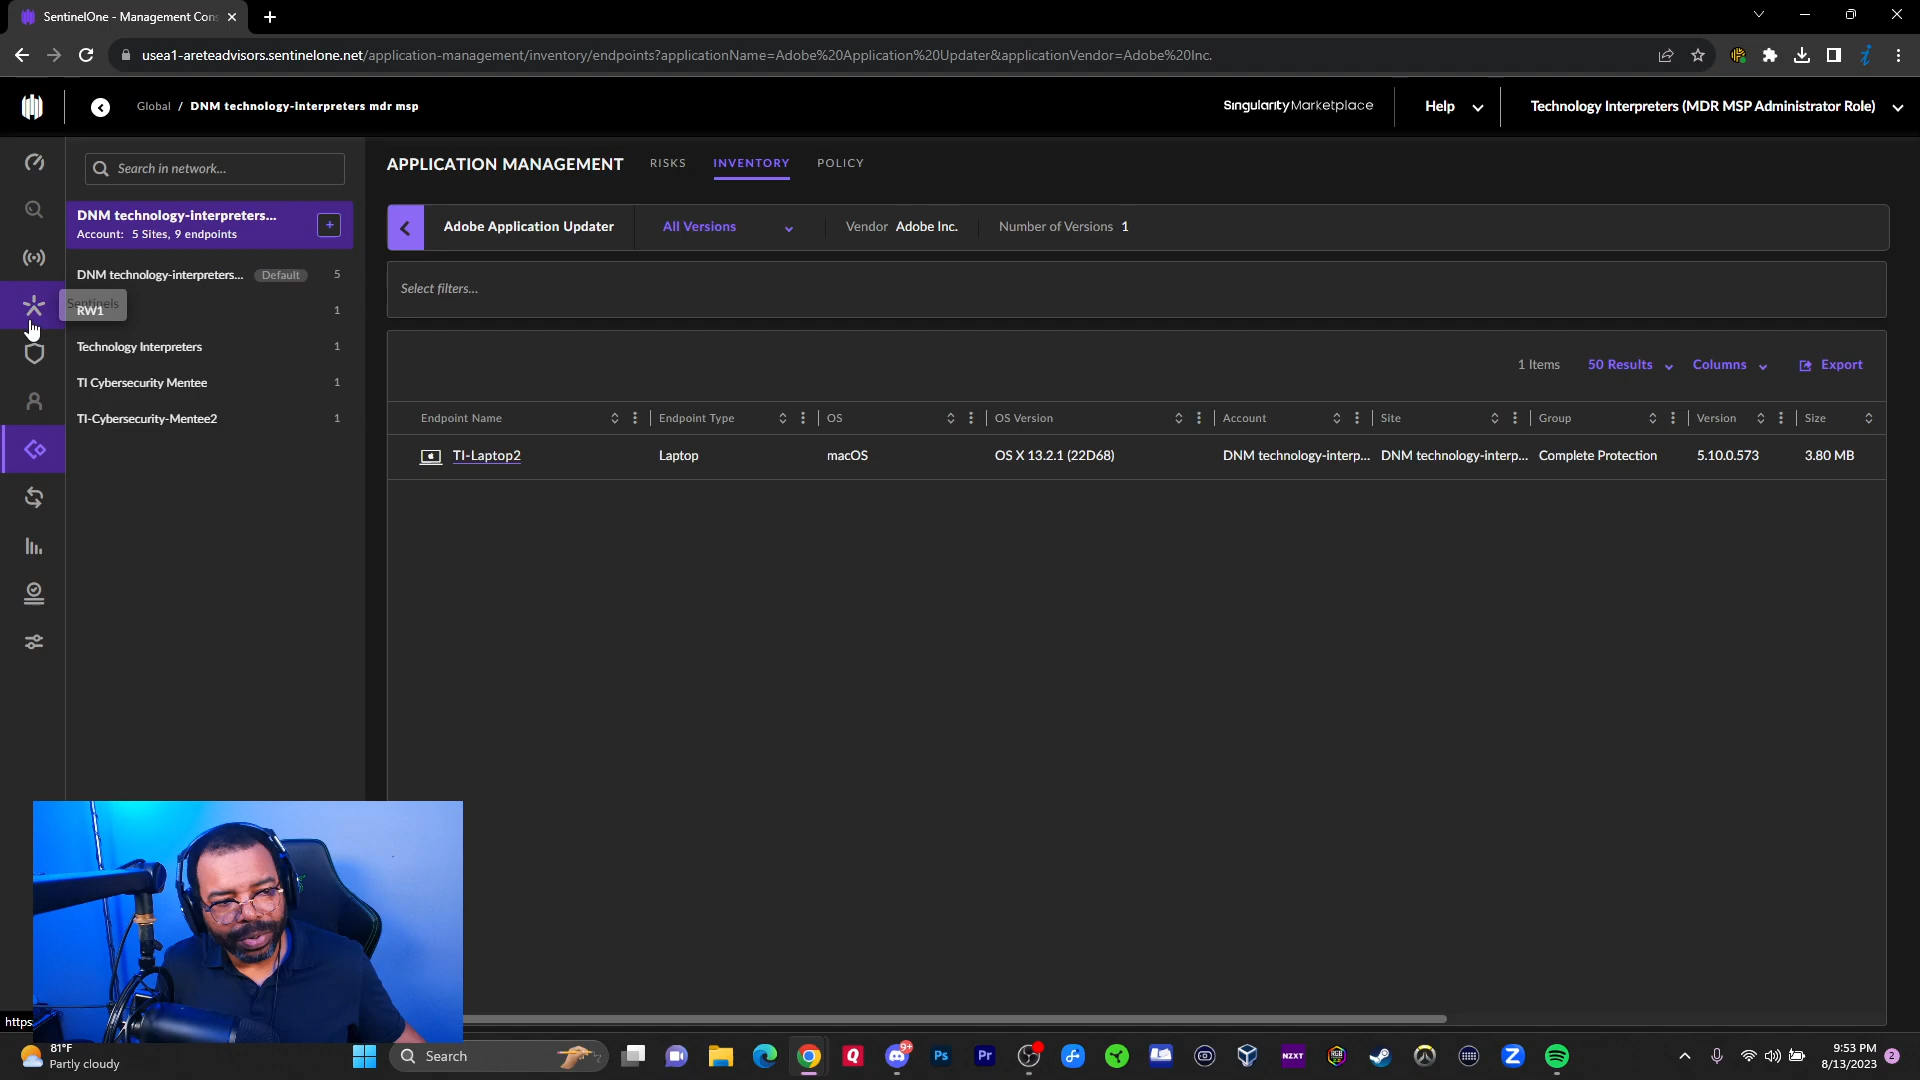 SentinelOne - Management Con
usea1-areteadvisors.sentinelone.net/application-management/inventory/endpoints?applicationName=Adobe%20Application%20Updater&applicationVendor=Adobe%20Inc.
Global / DNM technology-interpreters mdr msp
SingularityMarketplace
Help
Technology Interpreters (MDR MSP Administrator Role)
Search in network...
APPLICATION MANAGEMENT
RISKS
INVENTORY
POLICY
DNM technology-interpreters...
Account: 5 Sites, 9 endpoints
+
Adobe Application Updater
All Versions
Vendor Adobe Inc.
Number of Versions 1
DNM technology-interpreters... Default 5
Select filters...
Sentinels
RW1 1
Technology Interpreters 1
TI Cybersecurity Mentee 1
TI-Cybersecurity-Mentee2 1
1 Items
50 Results
Columns
Export
Endpoint Name
Endpoint Type
OS
OS Version
Account
Site
Group
Version
Size
TI-Laptop2
Laptop
macOS
OS X 13.2.1 (22D68)
DNM technology-interp...
DNM technology-interp...
Complete Protection
5.10.0.573
3.80 MB
https
81°F
Partly cloudy
Search
Q
9+
Ps
Pr
NZXT
Z
9:53 PM
8/13/2023
2